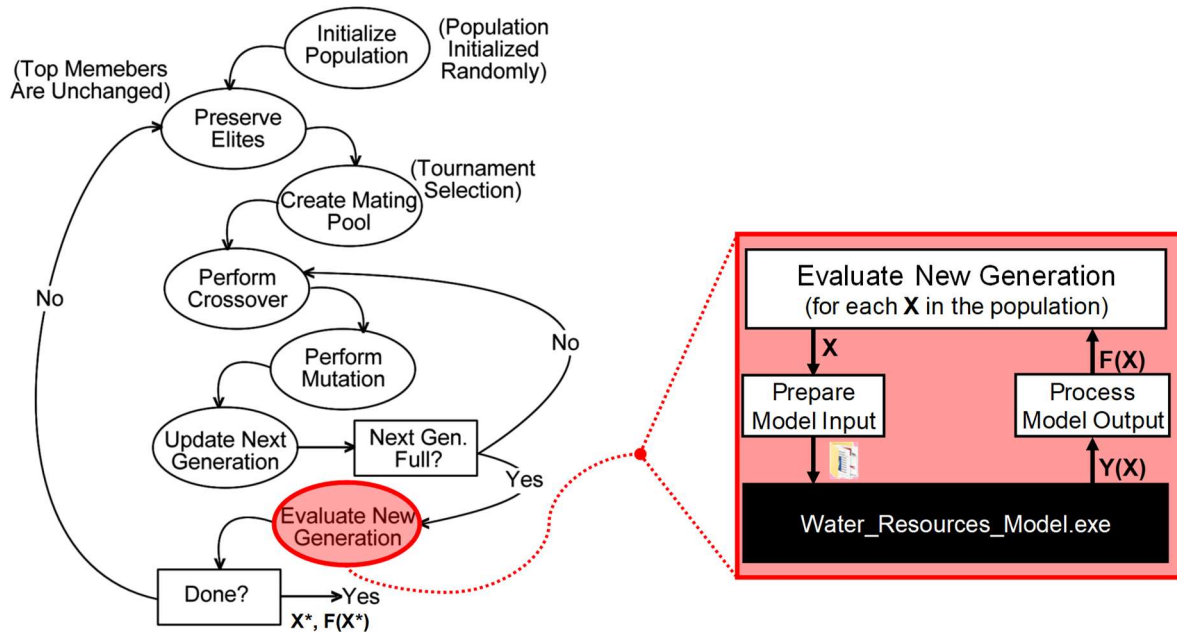 Initialize
Population
(Population
Initialized
Randomly)
(Top Memebers
Are Unchanged)
Preserve
Elites
(Tournament
Selection)
Create Mating
Pool
Perform
Crossover
No
No
Perform
Mutation
Update Next
Generation
Next Gen.
Full?
Yes
Evaluate New
Generation
Done?
Yes
X*, F(X*)
Evaluate New Generation
(for each X in the population)
X
F(X)
Prepare
Model Input
Process
Model Output
Y(X)
Water_Resources_Model.exe